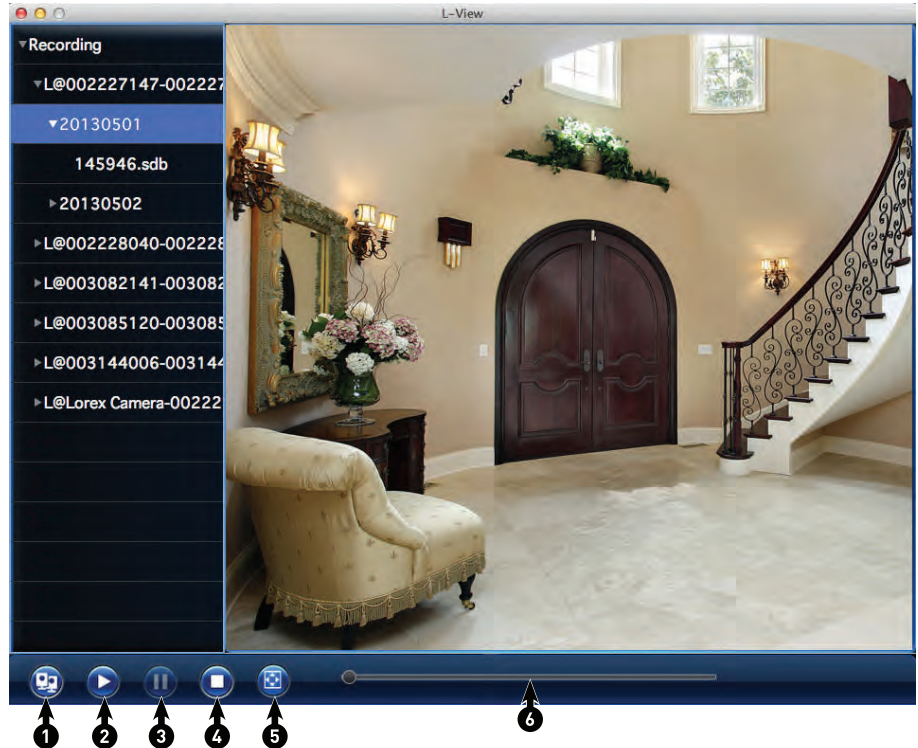 L-View
Recording
L@002227147-002227
20130501
145946.sdb
20130502
L@002228040-002228
L@003082141-003082
L@003085120-003085
L@003144006-003144
L@Lorex Camera-00222
1 2 3 4 5 6